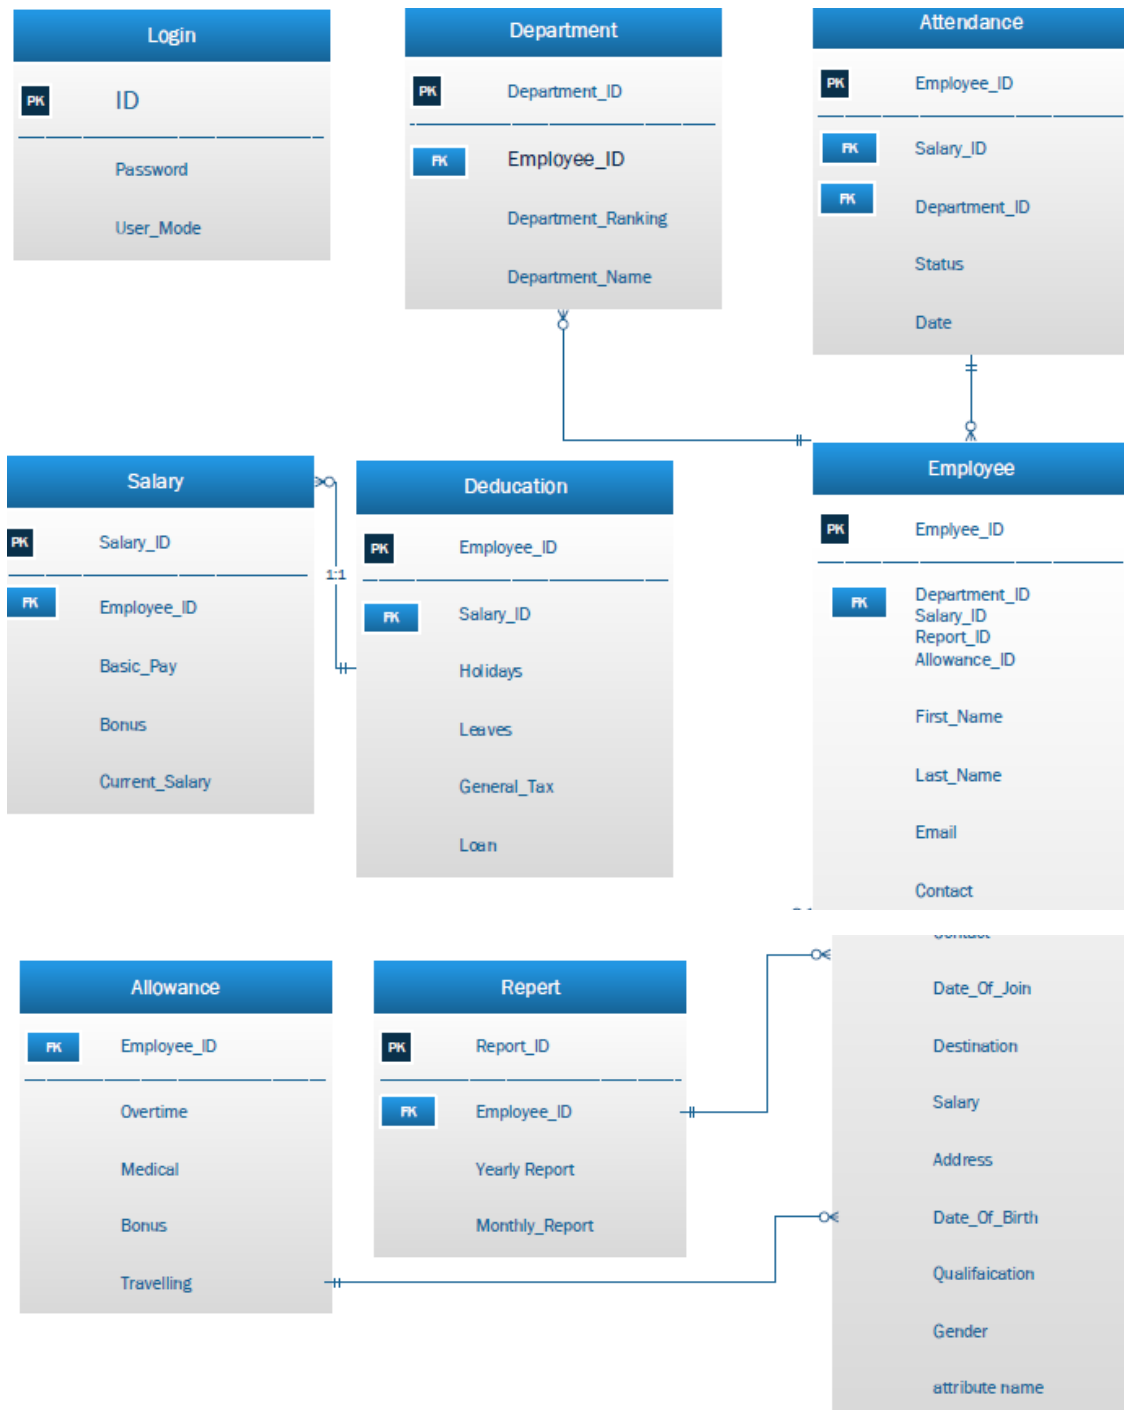 Login
PK
ID
Password
User_Mode
Department
PK
Department_ID
FK
Employee_ID
Department_Ranking
Department_Name
Attendance
PK
Employee_ID
FK
Salary_ID
FK
Department_ID
Status
Date
Salary
PK
Salary_ID
FK
Employee_ID
Basic_Pay
Bonus
Current_Salary
1:1
Deducation
PK
Employee_ID
FK
Salary_ID
Holidays
Leaves
General_Tax
Loan
Employee
PK
Emplyee_ID
FK
Department_ID
Salary_ID
Report_ID
Allowance_ID
First_Name
Last_Name
Email
Contact
Allowance
FK
Employee_ID
Overtime
Medical
Bonus
Travelling
Repert
PK
Report_ID
FK
Employee_ID
Yearly Report
Monthly_Report
Contact
Date_Of_Join
Destination
Salary
Address
Date_Of_Birth
Qualifaication
Gender
attribute name